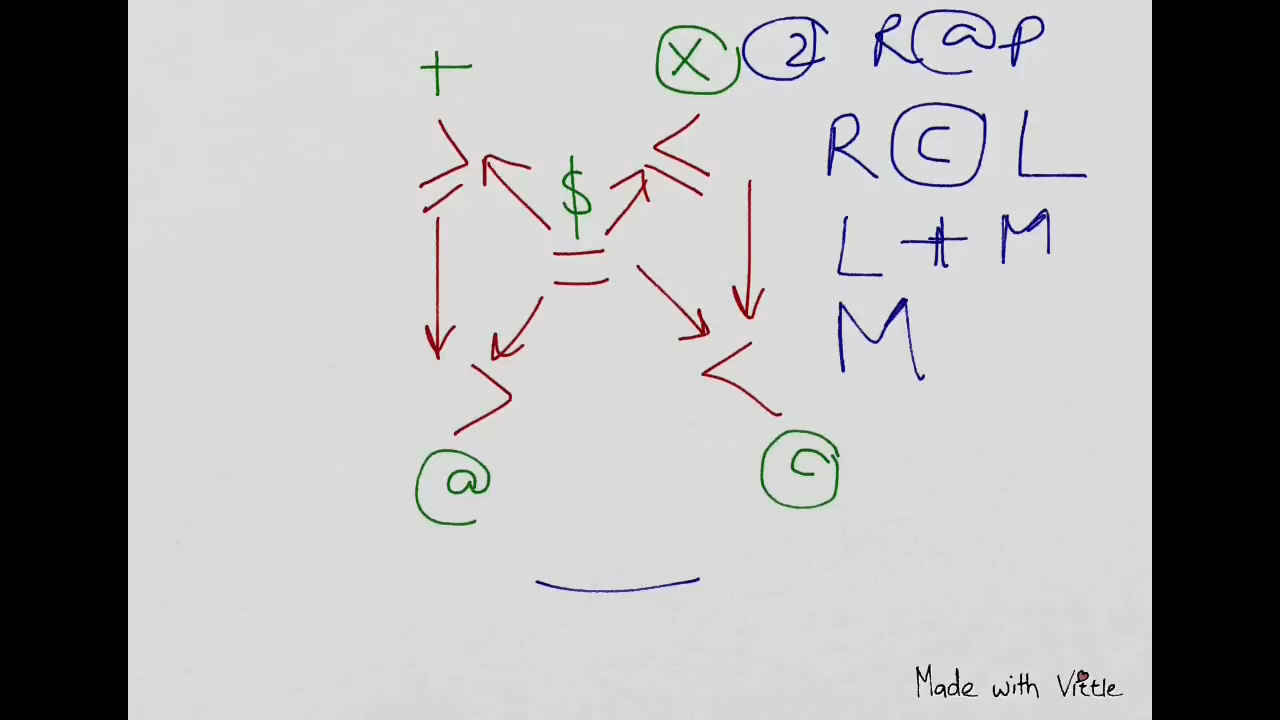 + Ⓧ ② R @ P
> < R Ⓒ L
$
= L + M
M
> <
@ Ⓒ
Made with Vittle